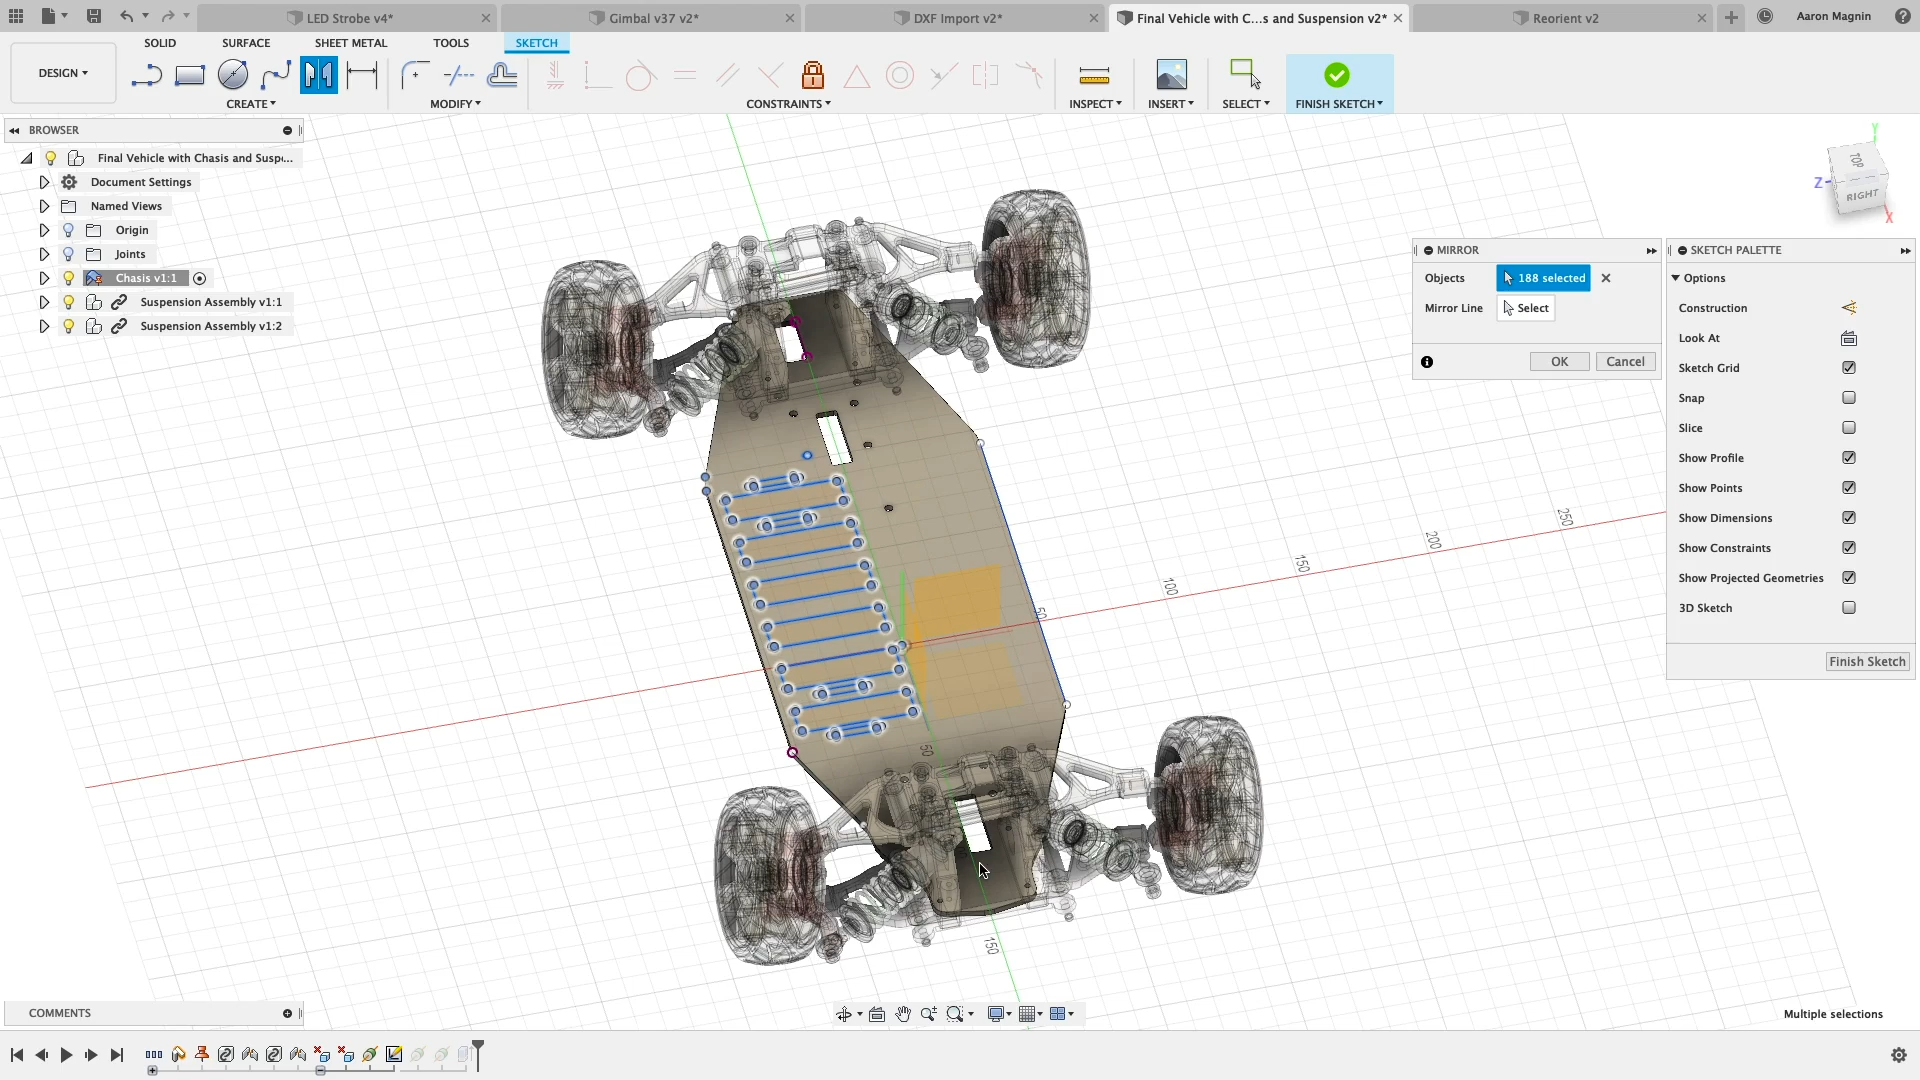 LED Strobe v4*
Gimbal v37 v2*
DXF Import v2*
Final Vehicle with C...s and Suspension v2*
Reorient v2
Aaron Magnin
SOLID
SURFACE
SHEET METAL
TOOLS
SKETCH
DESIGN
CREATE
MODIFY
CONSTRAINTS
INSPECT
INSERT
SELECT
FINISH SKETCH
BROWSER
Final Vehicle with Chasis and Susp...
Document Settings
Named Views
Origin
Joints
Chasis v1:1
Suspension Assembly v1:1
Suspension Assembly v1:2
Y
TOP
Z
RIGHT
X
MIRROR
Objects
188 selected
Mirror Line
Select
OK
Cancel
SKETCH PALETTE
Options
Construction
Look At
Sketch Grid
Snap
Slice
Show Profile
Show Points
Show Dimensions
Show Constraints
Show Projected Geometries
3D Sketch
Finish Sketch
250
200
150
100
50
50
150
COMMENTS
Multiple selections